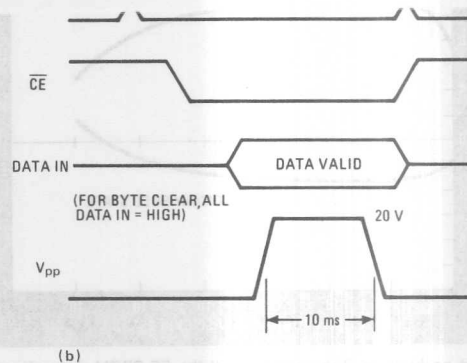 CE
DATA IN
DATA VALID
(FOR BYTE CLEAR, ALL
DATA IN = HIGH)
20 V
Vpp
10 ms
(b)